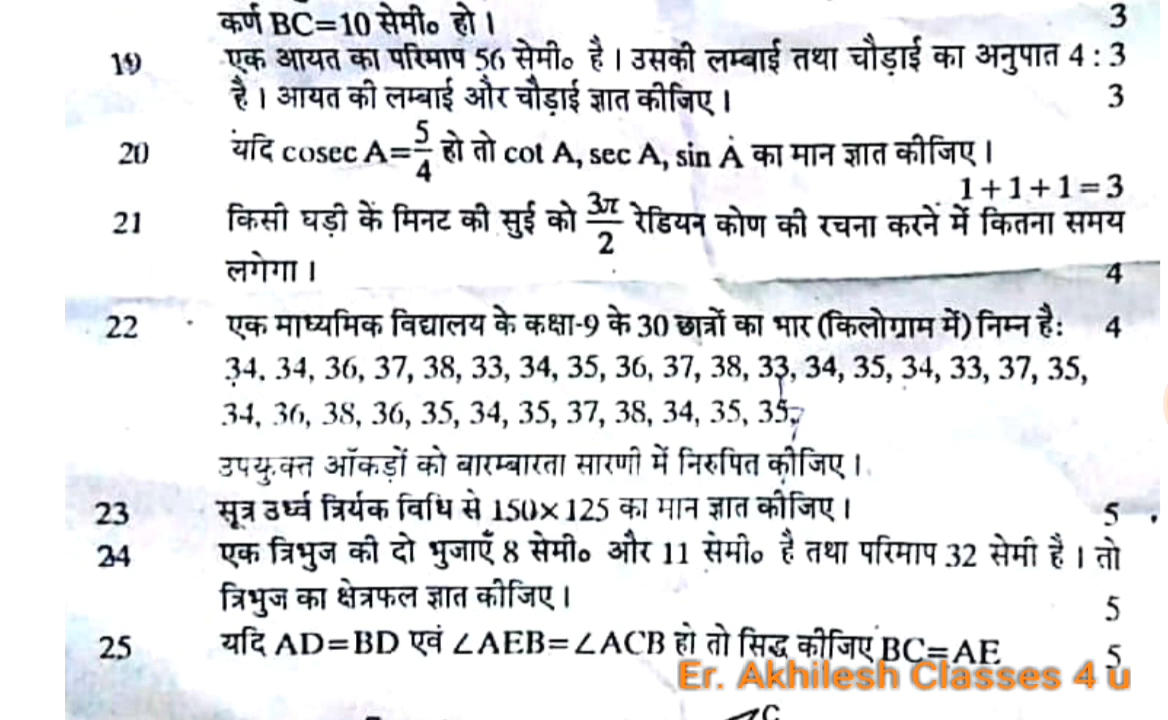 कर्ण BC=10 सेमी० हो। 3
19 एक आयत का परिमाप 56 सेमी० है। उसकी लम्बाई तथा चौड़ाई का अनुपात 4 : 3
है। आयत की लम्बाई और चौड़ाई ज्ञात कीजिए। 3
20 यदि cosec A=5/4 हो तो cot A, sec A, sin A का मान ज्ञात कीजिए।
1+1+1=3
21 किसी घड़ी कें मिनट की सुई को 3π/2 रेडियन कोण की रचना करनें में कितना समय
लगेगा। 4
22 एक माध्यमिक विद्यालय के कक्षा-9 के 30 छात्रों का भार (किलोग्राम में) निम्न है: 4
34. 34, 36, 37, 38, 33, 34, 35, 36, 37, 38, 33, 34, 35, 34, 33, 37, 35,
34, 36, 38, 36, 35, 34, 35, 37, 38, 34, 35, 35,
उपयुक्त आँकड़ों को बारम्बारता सारणी में निरुपित कीजिए।
23 सूत्र उर्ध्व त्रिर्यक विधि से 150×125 का मान ज्ञात कीजिए। 5
24 एक त्रिभुज की दो भुजाएँ 8 सेमी० और 11 सेमी० है तथा परिमाप 32 सेमी है। तो
त्रिभुज का क्षेत्रफल ज्ञात कीजिए। 5
25 यदि AD=BD एवं ∠AEB=∠ACB हो तो सिद्ध कीजिए BC=AE 5
Er. Akhilesh Classes 4 u
C